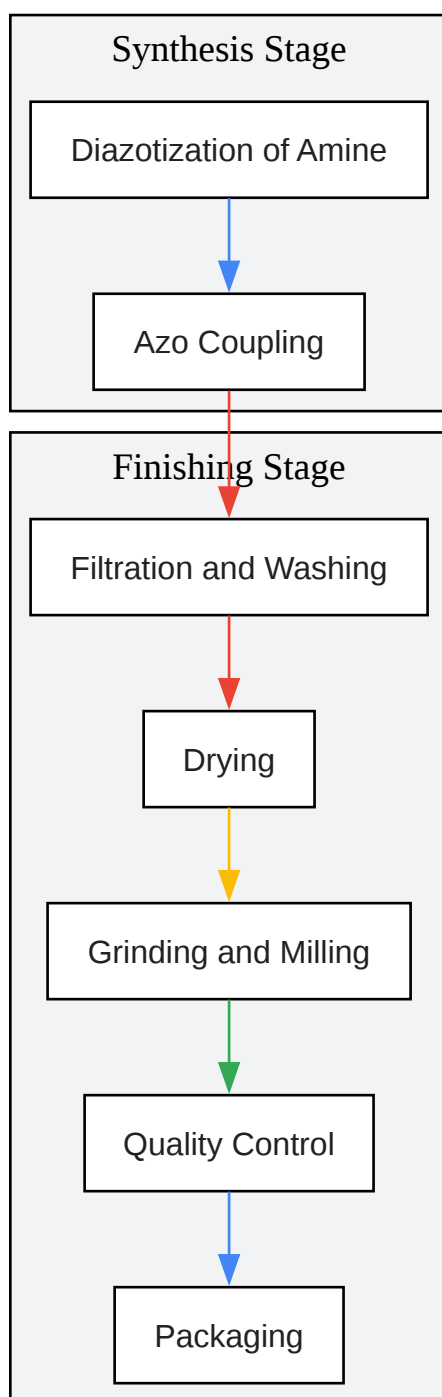 Synthesis Stage
Diazotization of Amine
Azo Coupling
Finishing Stage
Filtration and Washing
Drying
Grinding and Milling
Quality Control
Packaging